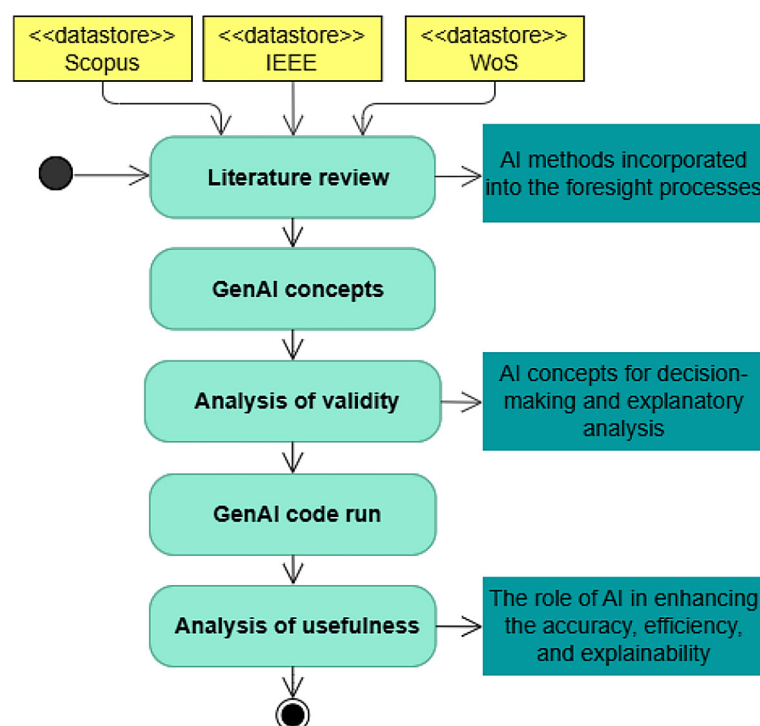 <<datastore>>
Scopus
<<datastore>>
IEEE
<<datastore>>
WoS
Literature review
AI methods incorporated
into the foresight processes
GenAI concepts
Analysis of validity
AI concepts for decision-
making and explanatory
analysis
GenAI code run
Analysis of usefulness
The role of AI in enhancing
the accuracy, efficiency,
and explainability